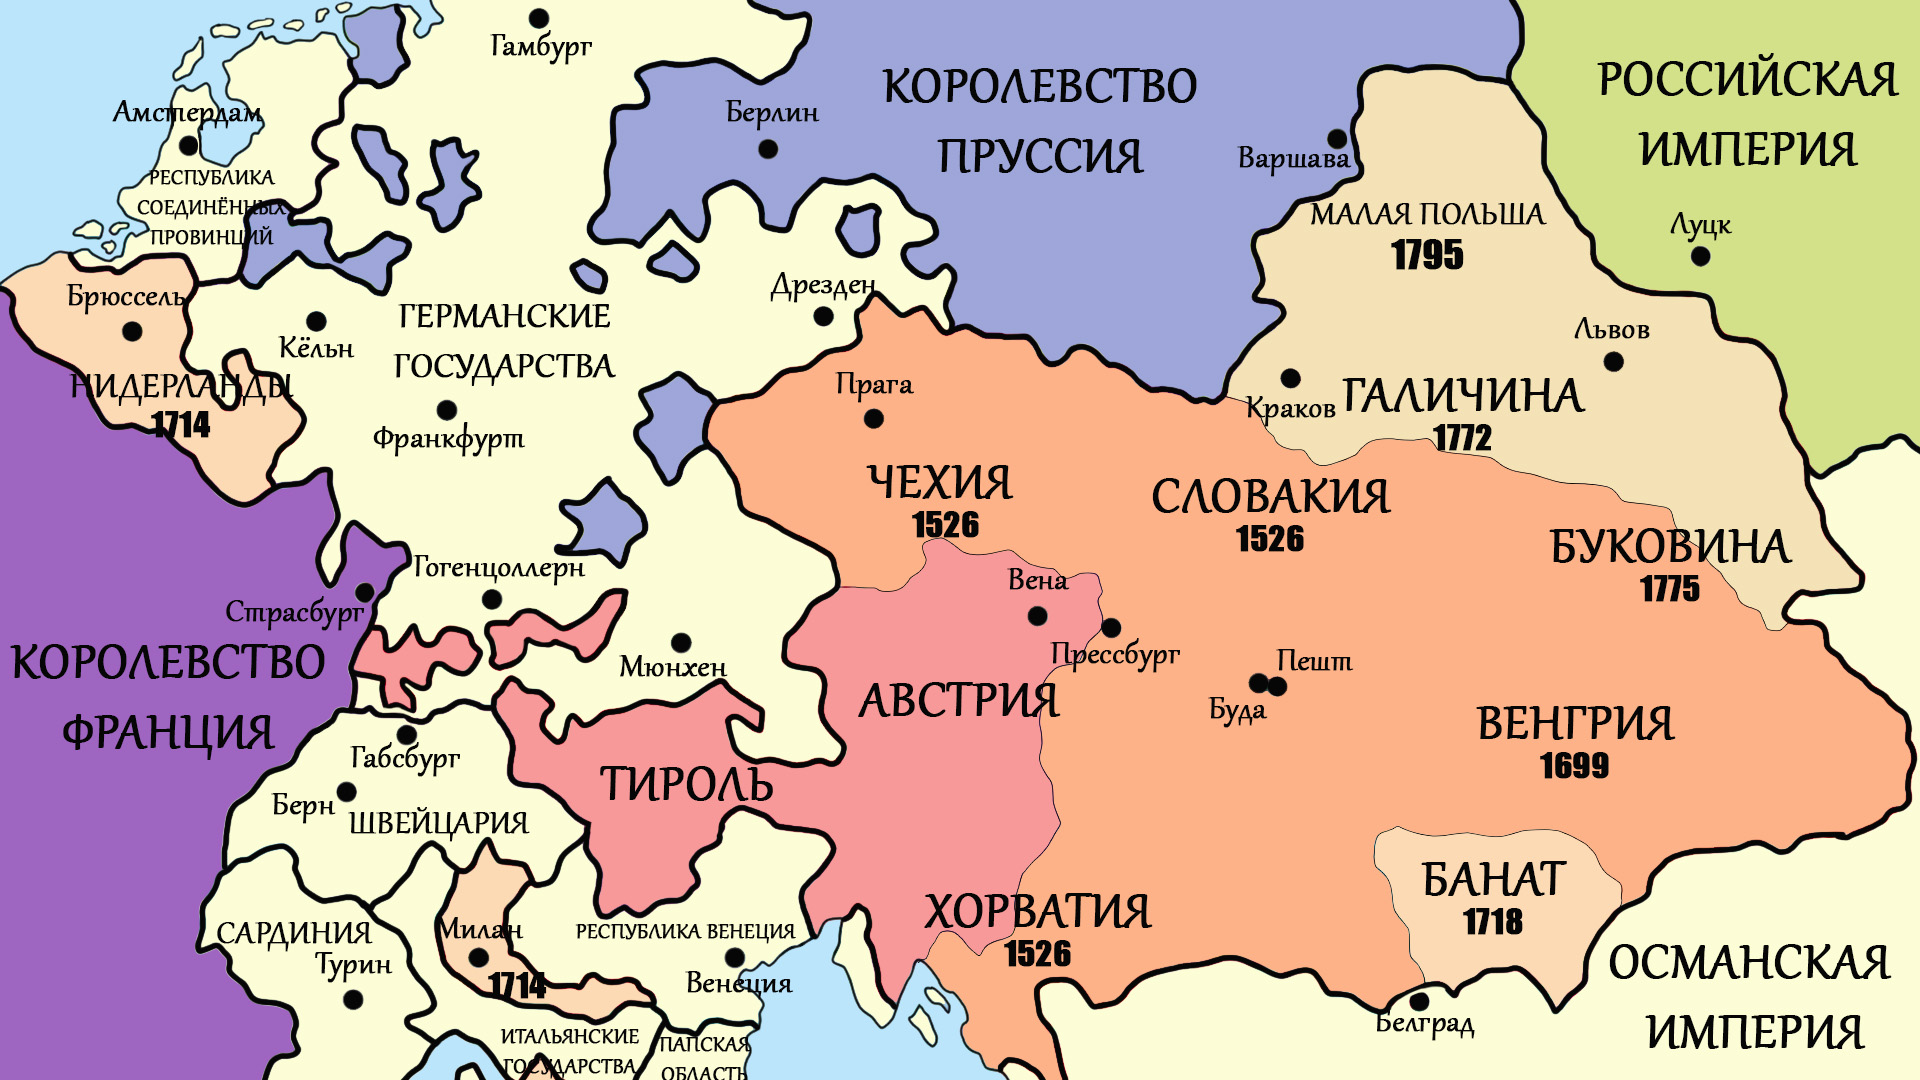 Гамбург
КОРОЛЕВСТВО
ПРУССИЯ
РОССИЙСКАЯ
ИМПЕРИЯ
Амстердам
Берлин
Варшава
РЕСПУБЛИКА
СОЕДИНЁННЫХ
ПРОВИНЦИЙ
МАЛАЯ ПОЛЬША
1795
Луцк
Брюссель
Кёльн
ГЕРМАНСКИЕ
ГОСУДАРСТВА
Дрезден
Львов
НИДЕРЛАНДЫ
1714
Франкфурт
Прага
Краков
ГАЛИЧИНА
1772
ЧЕХИЯ
1526
СЛОВАКИЯ
1526
БУКОВИНА
1775
Гогенцоллерн
Вена
Страсбург
КОРОЛЕВСТВО
ФРАНЦИЯ
Мюнхен
Прессбург
Пешт
Буда
АВСТРИЯ
ВЕНГРИЯ
1699
Габсбург
Берн
ШВЕЙЦАРИЯ
ТИРОЛЬ
БАНАТ
1718
ХОРВАТИЯ
1526
САРДИНИЯ
Турин
Милан
1714
РЕСПУБЛИКА ВЕНЕЦИЯ
Венеция
ОСМАНСКАЯ
ИМПЕРИЯ
Белград
ИТАЛЬЯНСКИЕ
ГОСУДАРСТВА
ПАПСКАЯ
ОБЛАСТЬ